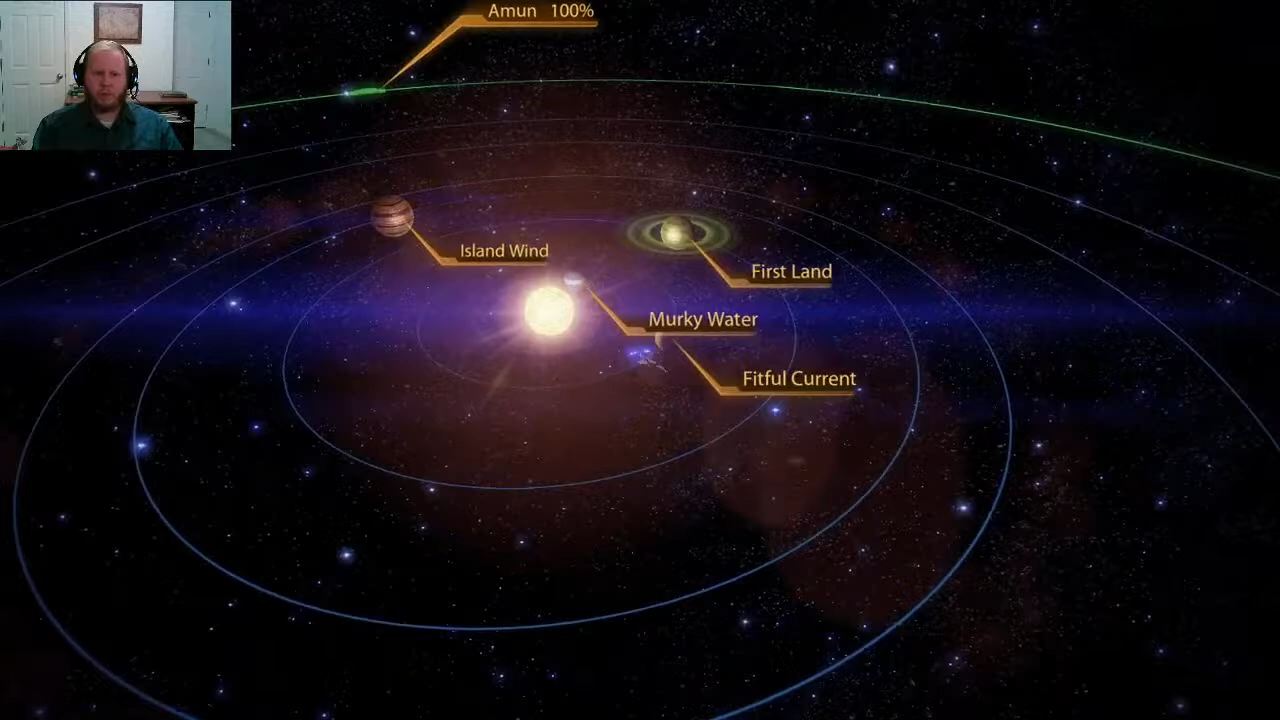 Amun 100%
Island Wind
First Land
Murky Water
Fitful Current